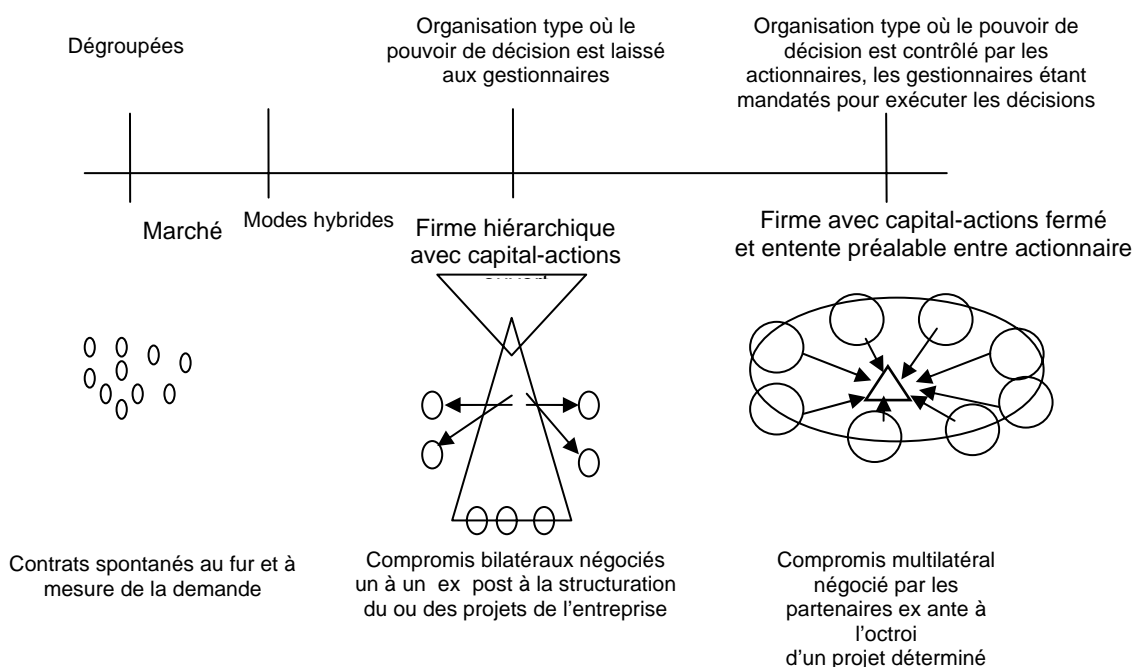 Dégroupées
Organisation type où le
pouvoir de décision est laissé
aux gestionnaires
Organisation type où le pouvoir de
décision est contrôlé par les
actionnaires, les gestionnaires étant
mandatés pour exécuter les décisions
Marché
Modes hybrides
Firme hiérarchique
avec capital-actions
Firme avec capital-actions fermé
et entente préalable entre actionnaire
Contrats spontanés au fur et à
mesure de la demande
Compromis bilatéraux négociés
un à un ex post à la structuration
du ou des projets de l'entreprise
Compromis multilatéral
négocié par les
partenaires ex ante à
l'octroi
d'un projet déterminé